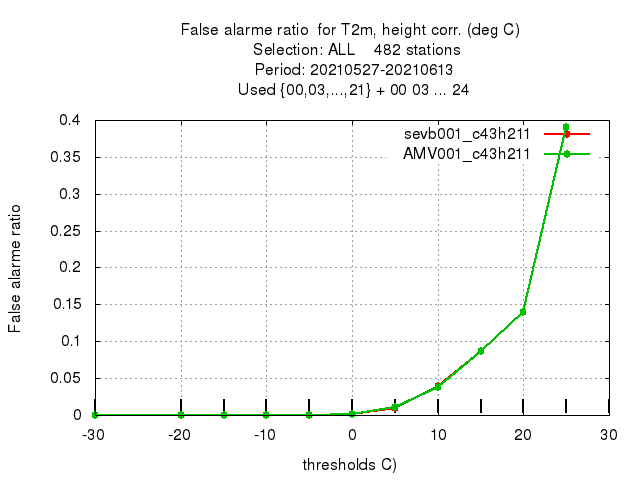 False alarme ratio  for T2m, height corr. (deg C)
Selection: ALL    482 stations
Period: 20210527-20210613
Used {00,03,...,21} + 00 03 ... 24
sevb001_c43h211
AMV001_c43h211
False alarme ratio
0.4
0.35
0.3
0.25
0.2
0.15
0.1
0.05
0
-30 -20 -10 0 10 20 30
thresholds C)